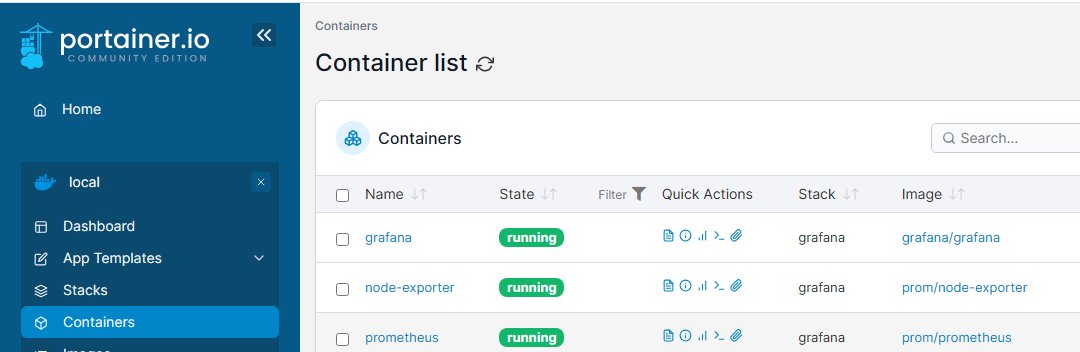 portainer.io
COMMUNITY EDITION
Home
local
Dashboard
App Templates
Stacks
Containers
Images
Containers
Container list
Containers
Search...
Name State Filter Quick Actions Stack Image
grafana running grafana grafana/grafana
node-exporter running grafana prom/node-exporter
prometheus running grafana prom/prometheus